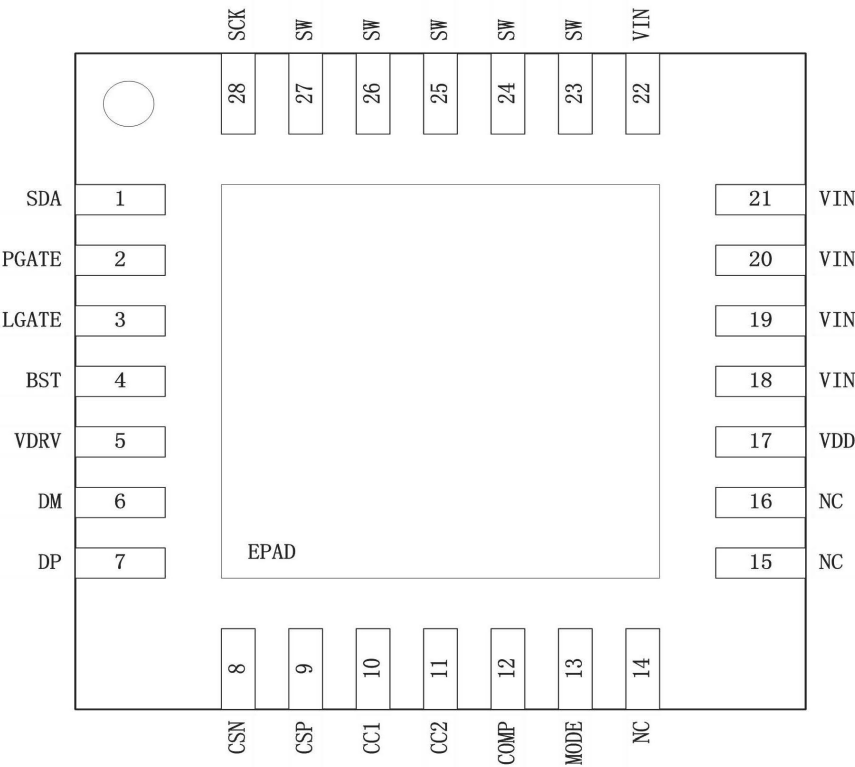 SCK SW SW SW SW SW VIN
28 27 26 25 24 23 22
SDA 1 21 VIN
PGATE 2 20 VIN
LGATE 3 19 VIN
BST 4 18 VIN
VDRV 5 17 VDD
DM 6 16 NC
DP 7 15 NC
EPAD
8 9 10 11 12 13 14
CSN CSP CC1 CC2 COMP MODE NC